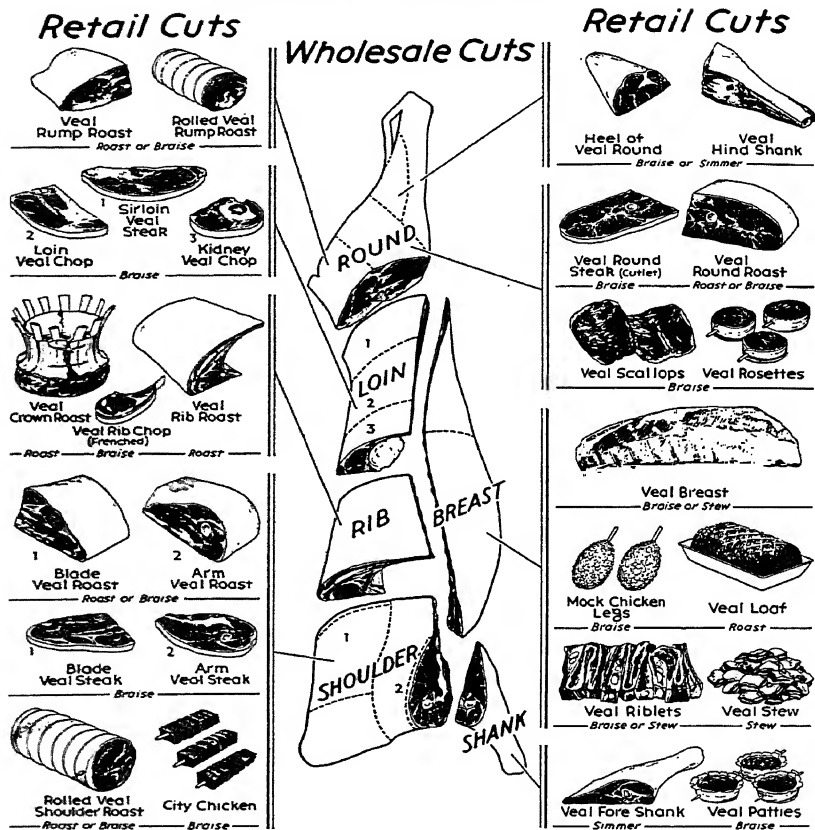 Retail Cuts
Veal
Rump Roast
Rolled Veal
Rump Roast
Roast or Braise
1
Sirloin
Veal
Steak
2
Loin
Veal Chop
3
Kidney
Veal Chop
Braise
Veal
Crown Roast
Veal Rib Chop
(Frenched)
Veal
Rib Roast
Roast
Braise
Roast
1
Blade
Veal Roast
2
Arm
Veal Roast
Roast or Braise
1
Blade
Veal Steak
2
Arm
Veal Steak
Braise
Rolled Veal
Shoulder Roast
City Chicken
Roast or Braise
Braise
Wholesale Cuts
ROUND
1
LOIN
2
3
RIB
BREAST
1
SHOULDER
2
SHANK
Retail Cuts
Heel of
Veal Round
Veal
Hind Shank
Braise or Simmer
Veal Round
Steak (Cutlet)
Veal
Round Roast
Braise
Roast or Braise
Veal Scallops
Veal Rosettes
Braise
Veal Breast
Braise or Stew
Mock Chicken
Legs
Veal Loaf
Braise
Roast
Veal Riblets
Veal Stew
Braise or Stew
Stew
Veal Fore Shank
Veal Patties
Simmer
Braise